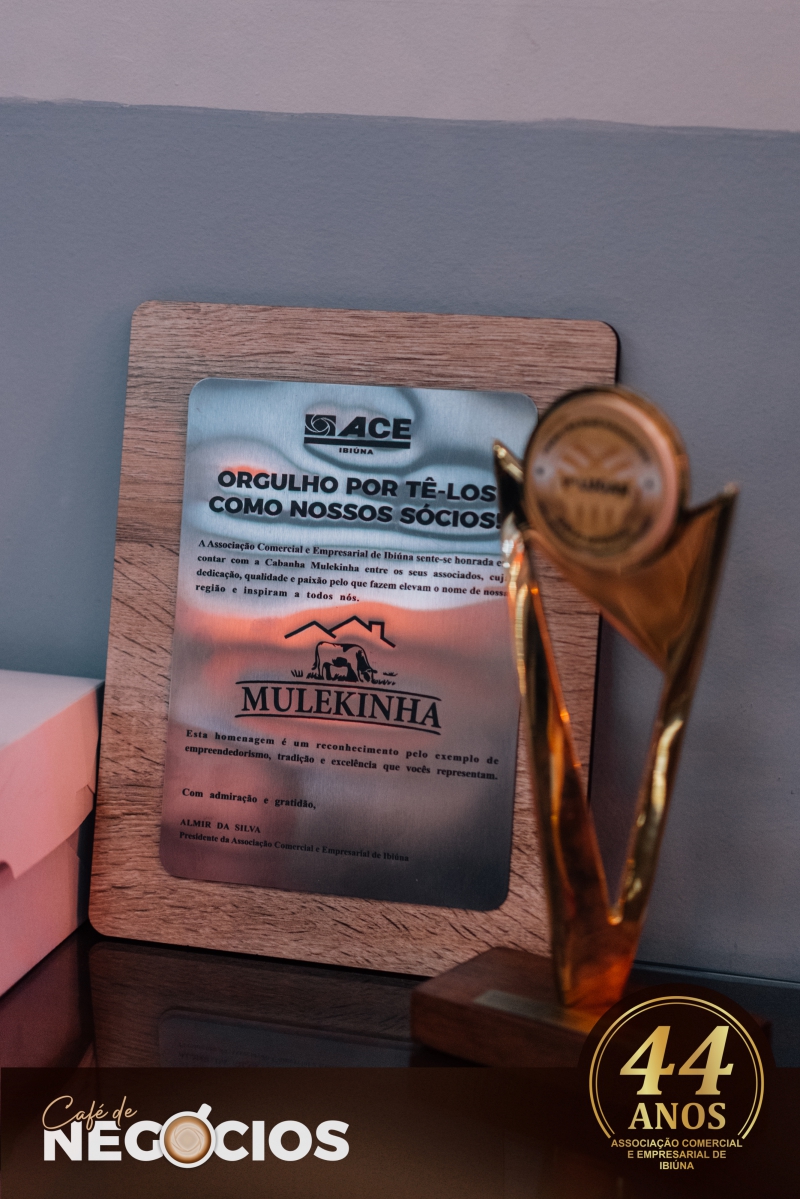 ACE
IBIÚNA
ORGULHO POR TÊ-LOS
COMO NOSSOS SÓCIOS!
A Associação Comercial e Empresarial de Ibiúna sente-se honrada e
contar com a Cabanha Mulekinha entre os seus associados, cuj
dedicação, qualidade e paixão pelo que fazem elevam o nome de noss
região e inspiram a todos nós.
MULEKINHA
Esta homenagem é um reconhecimento pelo exemplo de
empreendedorismo, tradição e excelência que vocês representam.
Com admiração e gratidão,
ALMIR DA SILVA
Presidente da Associação Comercial e Empresarial de Ibiúna
Café de
NEGÓCIOS
44
ANOS
ASSOCIAÇÃO COMERCIAL
E EMPRESARIAL DE
IBIÚNA